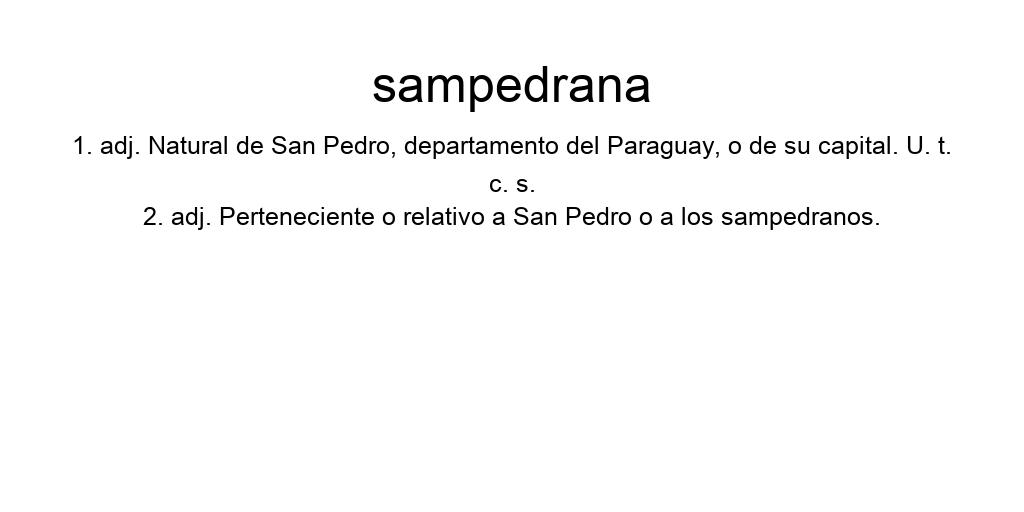 sampedrana
1. adj. Natural de San Pedro, departamento del Paraguay, o de su capital. U. t.
c. s.
2. adj. Perteneciente o relativo a San Pedro o a los sampedranos.